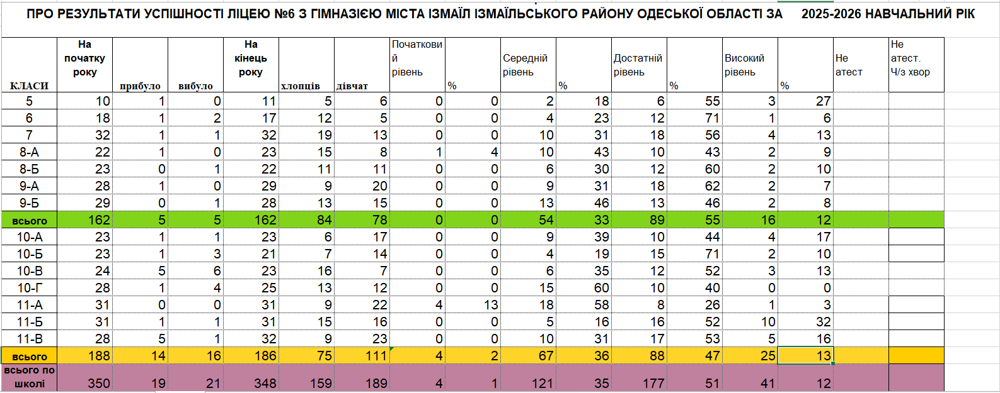 ПРО РЕЗУЛЬТАТИ УСПІШНОСТІ ЛІЦЕЮ №6 З ГІМНАЗІЄЮ МІСТА ІЗМАЇЛ ІЗМАЇЛЬСЬКОГО РАЙОНУ ОДЕСЬКОЇ ОБЛАСТІ ЗА 2025-2026 НАВЧАЛЬНИЙ РІК
КЛАСИ На початку року прибуло вибуло На кінець року хлопців дівчат Початковий рівень % Середній рівень % Достатній рівень % Високий рівень % Не атест Не атест. Ч/з хвор
5 10 1 0 11 5 6 0 0 2 18 6 55 3 27
6 18 1 2 17 12 5 0 0 4 23 12 71 1 6
7 32 1 1 32 19 13 0 0 10 31 18 56 4 13
8-А 22 1 0 23 15 8 1 4 10 43 10 43 2 9
8-Б 23 0 1 22 11 11 0 0 6 30 12 60 2 10
9-А 28 1 0 29 9 20 0 0 9 31 18 62 2 7
9-Б 29 0 1 28 13 15 0 0 13 46 13 46 2 8
всього 162 5 5 162 84 78 0 0 54 33 89 55 16 12
10-А 23 1 1 23 6 17 0 0 9 39 10 44 4 17
10-Б 23 1 3 21 7 14 0 0 4 19 15 71 2 10
10-В 24 5 6 23 16 7 0 0 6 35 12 52 3 13
10-Г 28 1 4 25 13 12 0 0 15 60 10 40 0 0
11-А 31 0 0 31 9 22 4 13 18 58 8 26 1 3
11-Б 31 1 1 31 15 16 0 0 5 16 16 52 10 32
11-В 28 5 1 32 9 23 0 0 10 31 17 53 5 16
всього 188 14 16 186 75 111 4 2 67 36 88 47 25 13
всього по школі 350 19 21 348 159 189 4 1 121 35 177 51 41 12